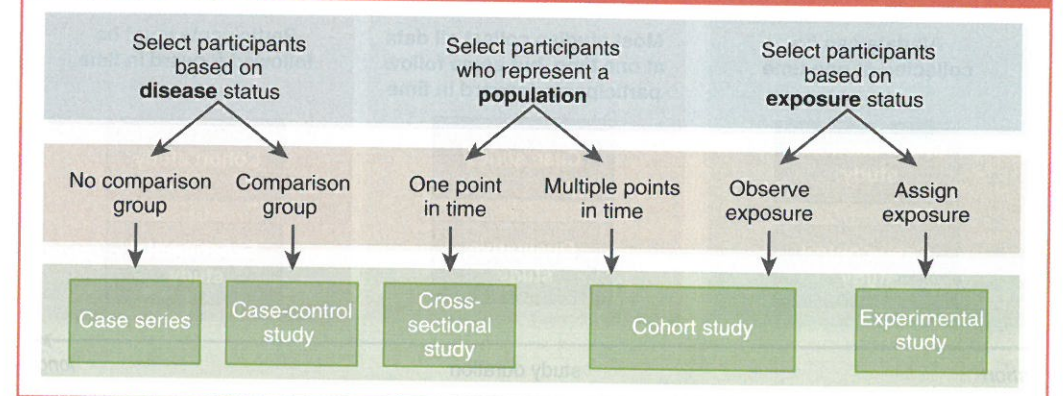 Select participants
based on
disease status
Select participants
who represent a
population
Select participants
based on
exposure status
No comparison
group
Comparison
group
One point
in time
Multiple points
in time
Observe
exposure
Assign
exposure
Case series
Case-control
study
Cross-
sectional
study
Cohort study
Experimental
study
study duration